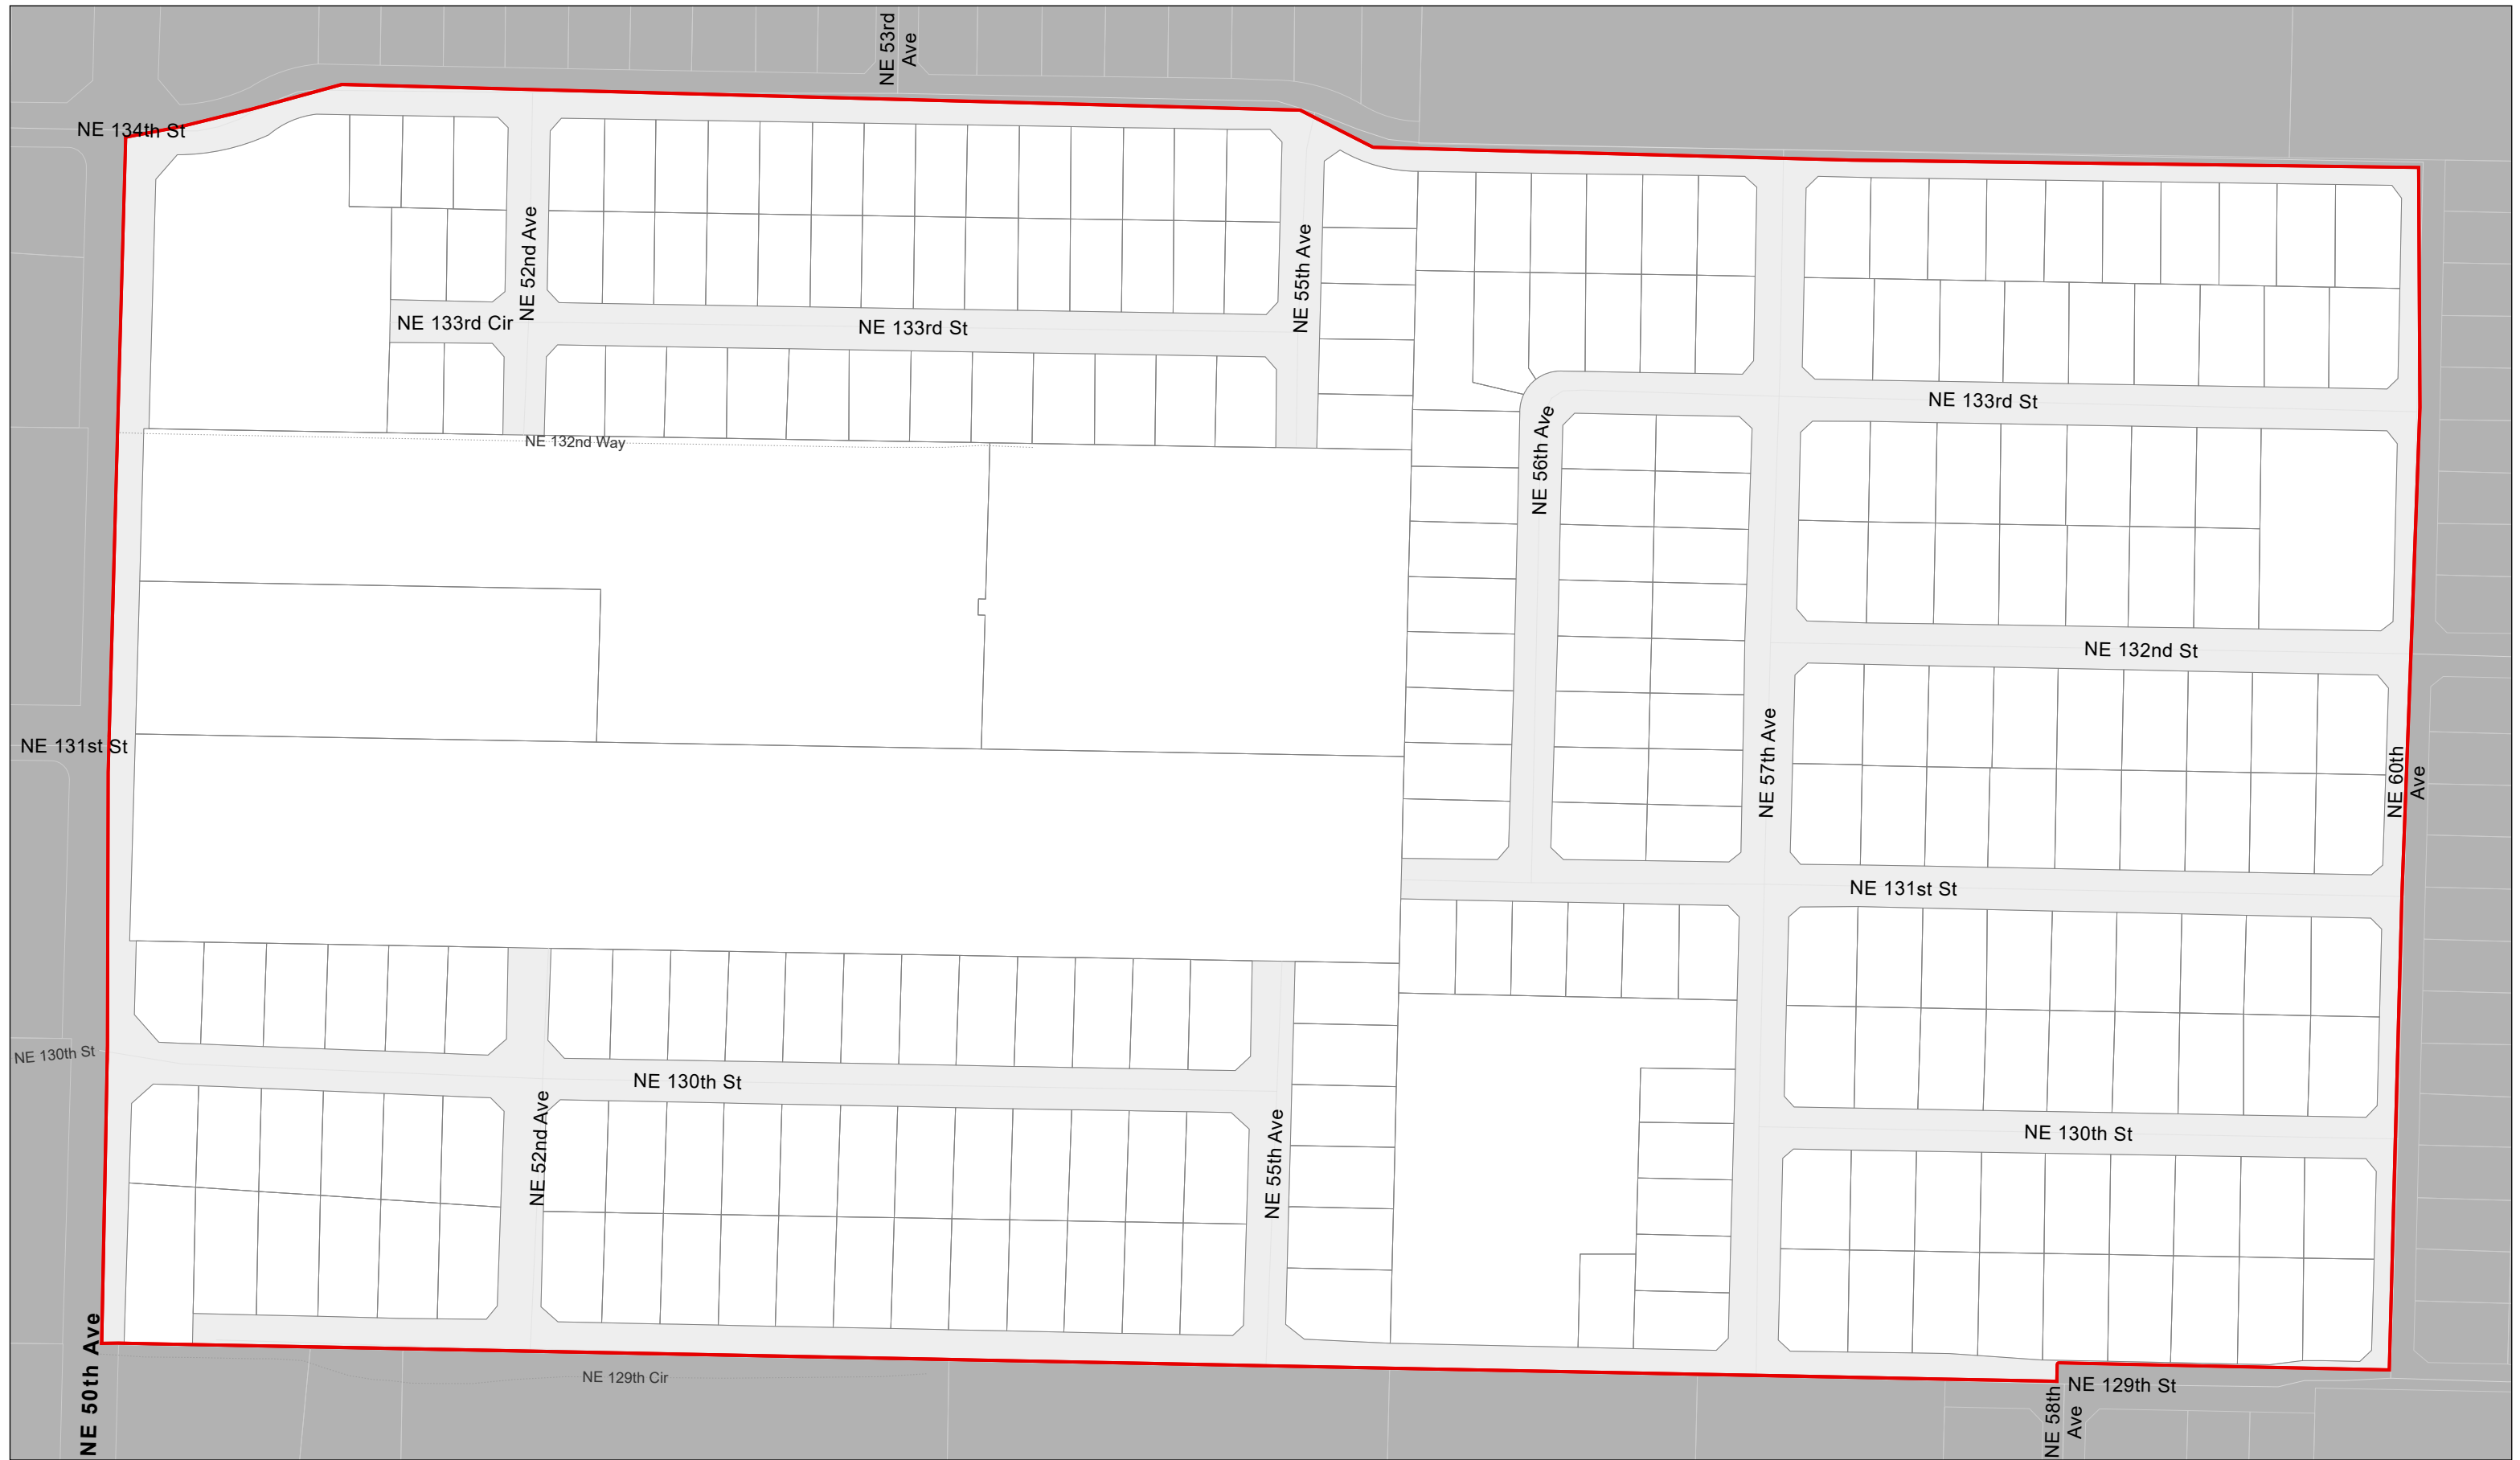 NE 53rd
Ave
NE 134th St
NE 52nd Ave
NE 55th Ave
NE 133rd Cir
NE 133rd St
NE 133rd St
NE 56th Ave
NE 132nd Way
NE 132nd St
NE 131st St
NE 57th Ave
NE 60th
Ave
NE 131st St
NE 130th St
NE 130th St
NE 52nd Ave
NE 55th Ave
NE 130th St
NE 50th Ave
NE 129th Cir
NE 129th St
NE 58th
Ave